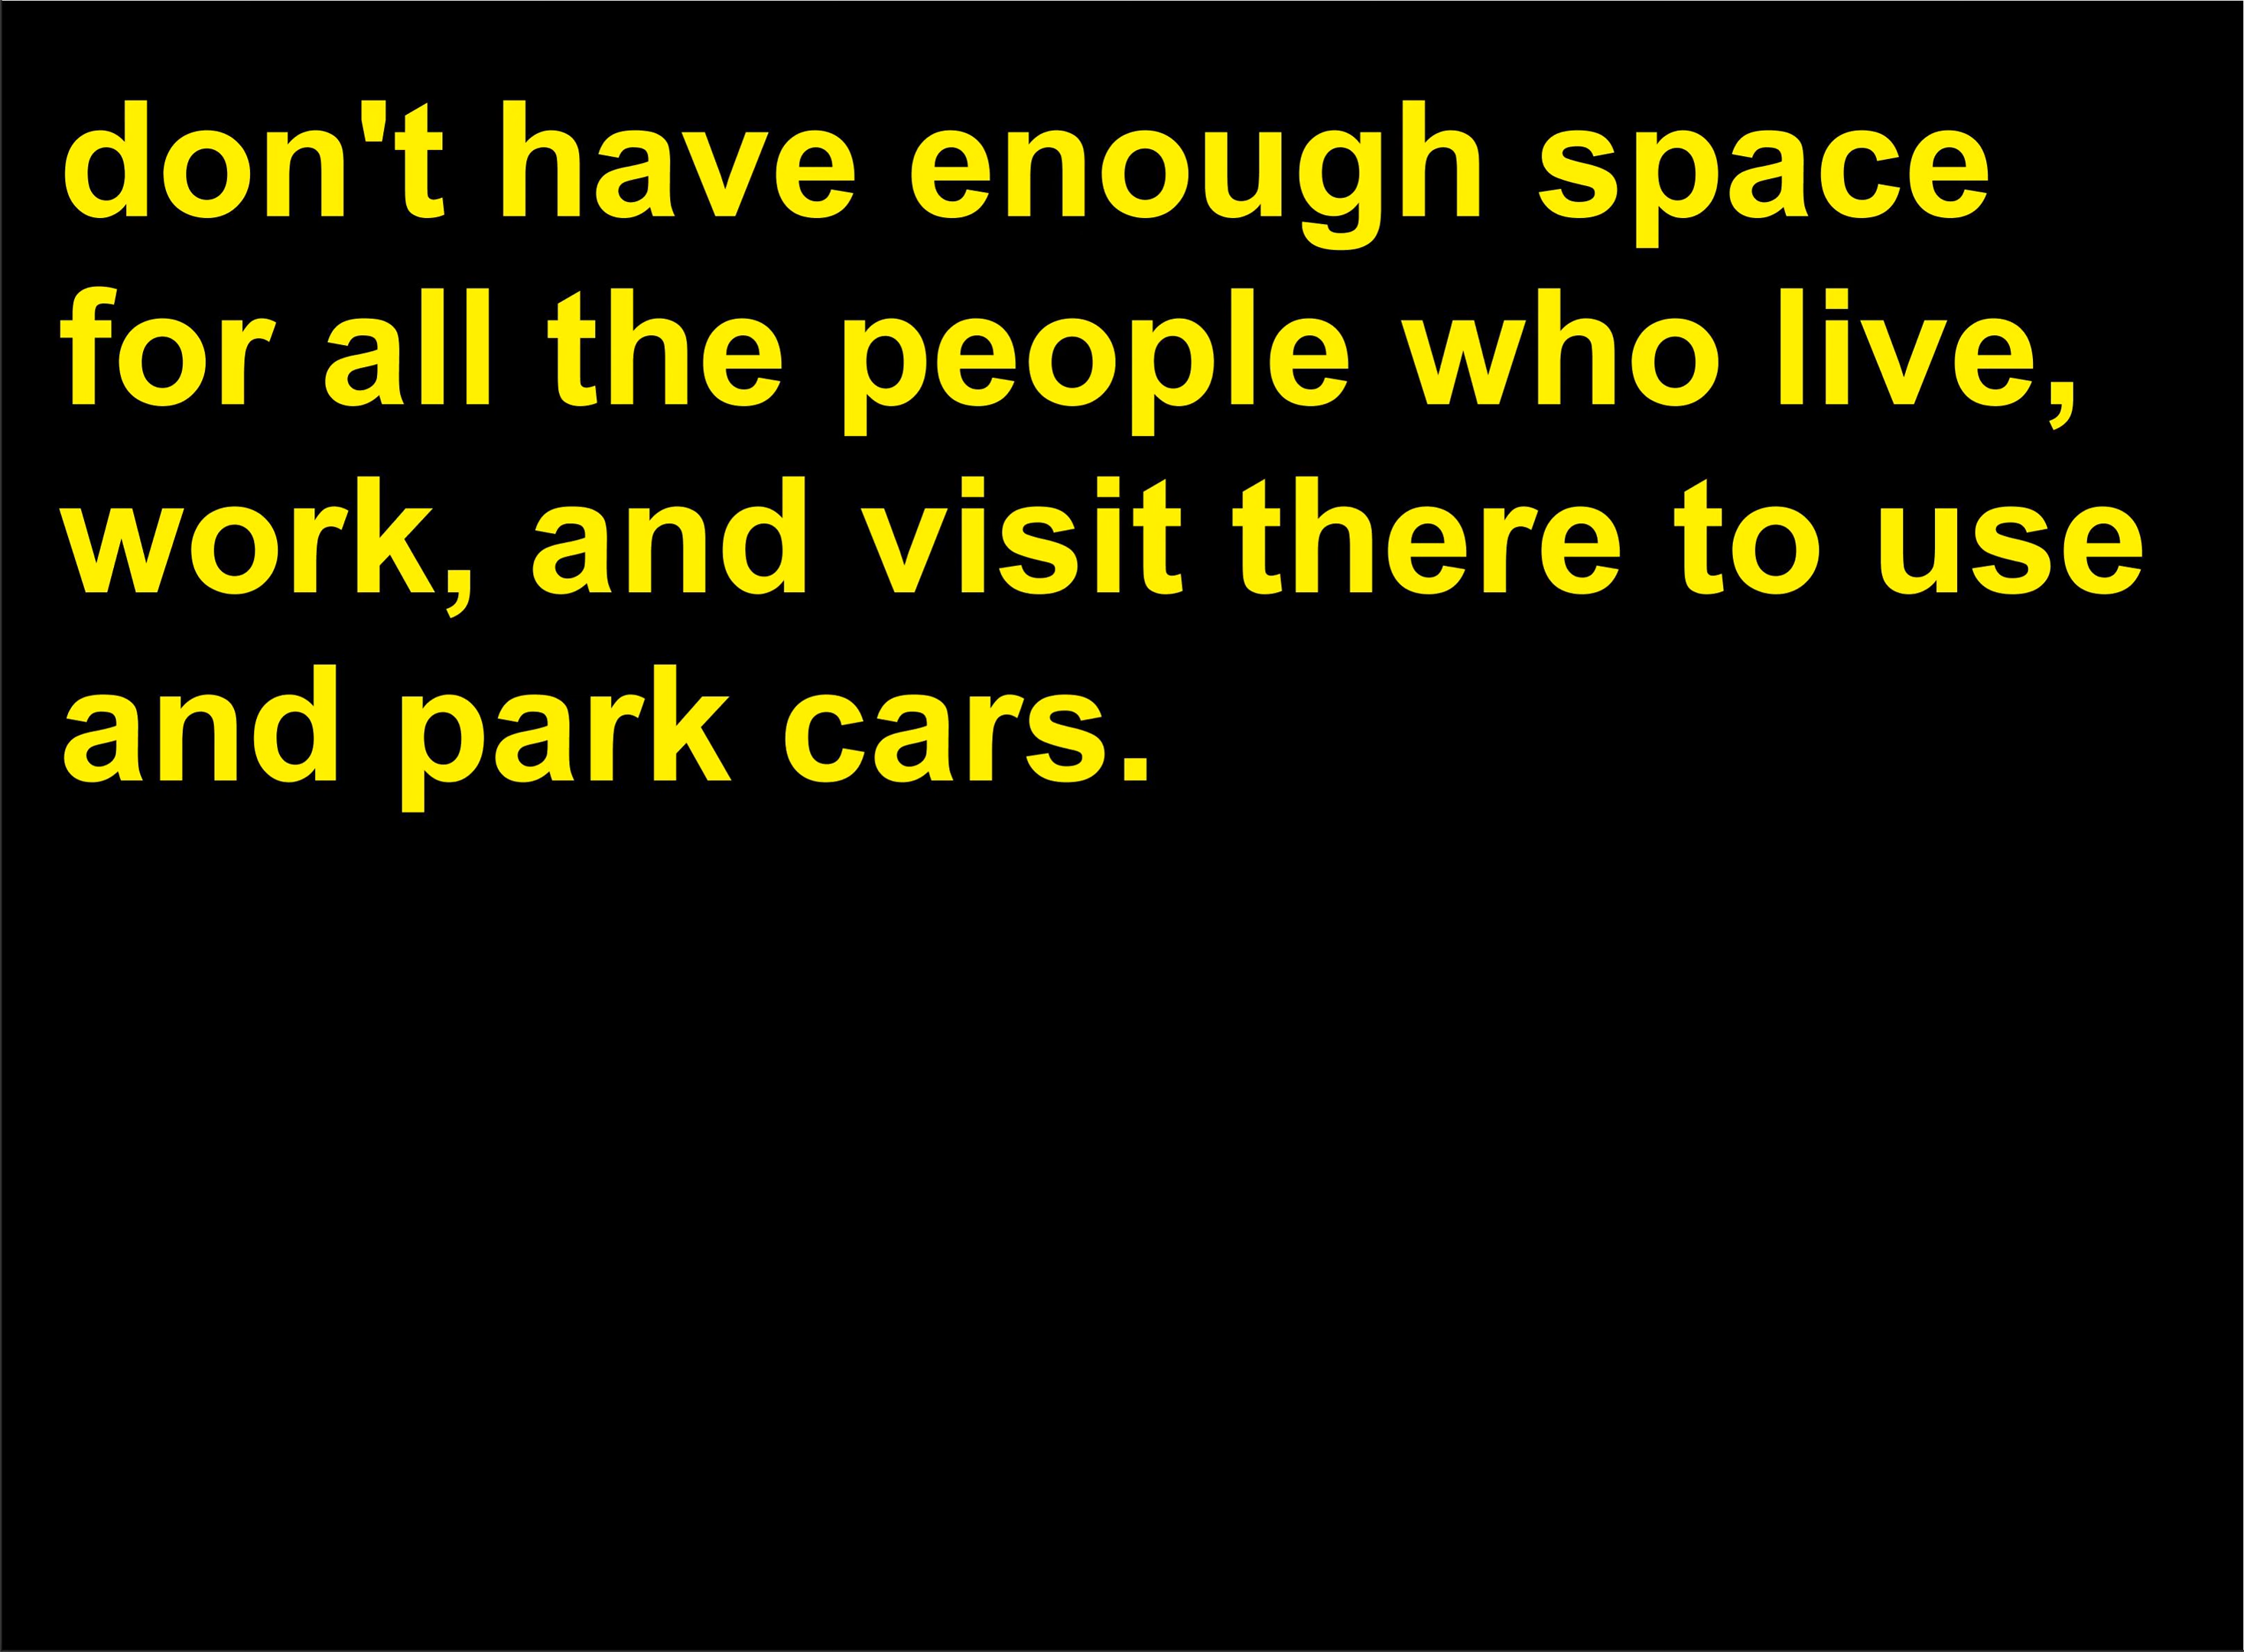 don't have enough space
for all the people who live,
work, and visit there to use
and park cars.